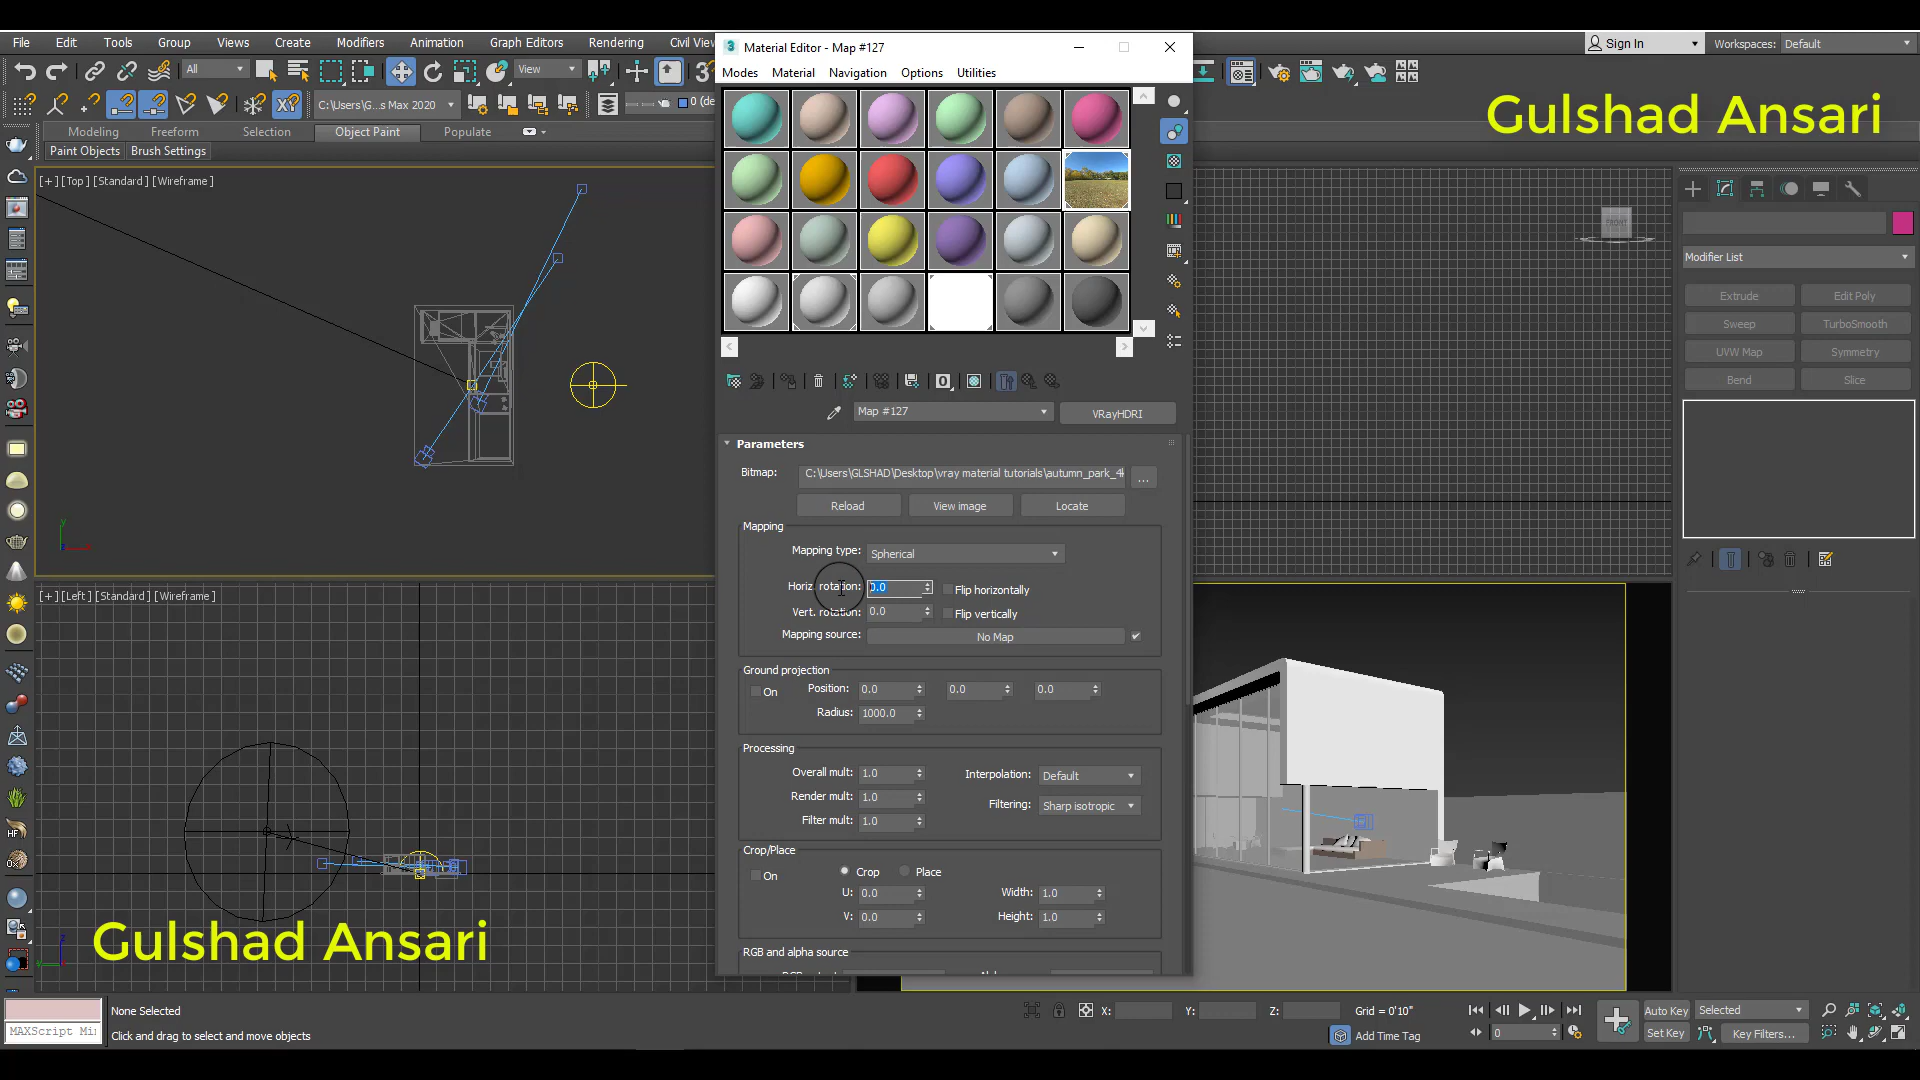 File Edit Tools Group Views Create Modifiers Animation Graph Editors Rendering Civil View
Material Editor - Map #127
Sign In Workspaces: Default
Modes Material Navigation Options Utilities
All View
C:\Users\G...s Max 2020 0 (de
Gulshad Ansari
Modeling Freeform Selection Object Paint Populate
Paint Objects Brush Settings
[+] [Top] [Standard] [Wireframe]
FRONT
Modifier List
Extrude Edit Poly
Sweep TurboSmooth
UVW Map Symmetry
Bend Slice
Map #127 VRayHDRI
Parameters
Bitmap: C:\Users\GLSHAD\Desktop\vray material tutorials\autumn_park_4k ...
Reload View image Locate
Mapping
Mapping type: Spherical
Horiz. rotation: 0.0 Flip horizontally
Vert. rotation: 0.0 Flip vertically
Mapping source: No Map
Ground projection
On Position: 0.0 0.0 0.0
Radius: 1000.0
Processing
Overall mult: 1.0 Interpolation: Default
Render mult: 1.0 Filtering: Sharp isotropic
Filter mult: 1.0
Crop/Place
On Crop Place
U: 0.0 Width: 1.0
V: 0.0 Height: 1.0
RGB and alpha source
[+] [Left] [Standard] [Wireframe]
Gulshad Ansari
None Selected
MAXScript Mi
Click and drag to select and move objects
X: Y: Z: Grid = 0'10"
Add Time Tag
0
Auto Key Selected
Set Key Key Filters...